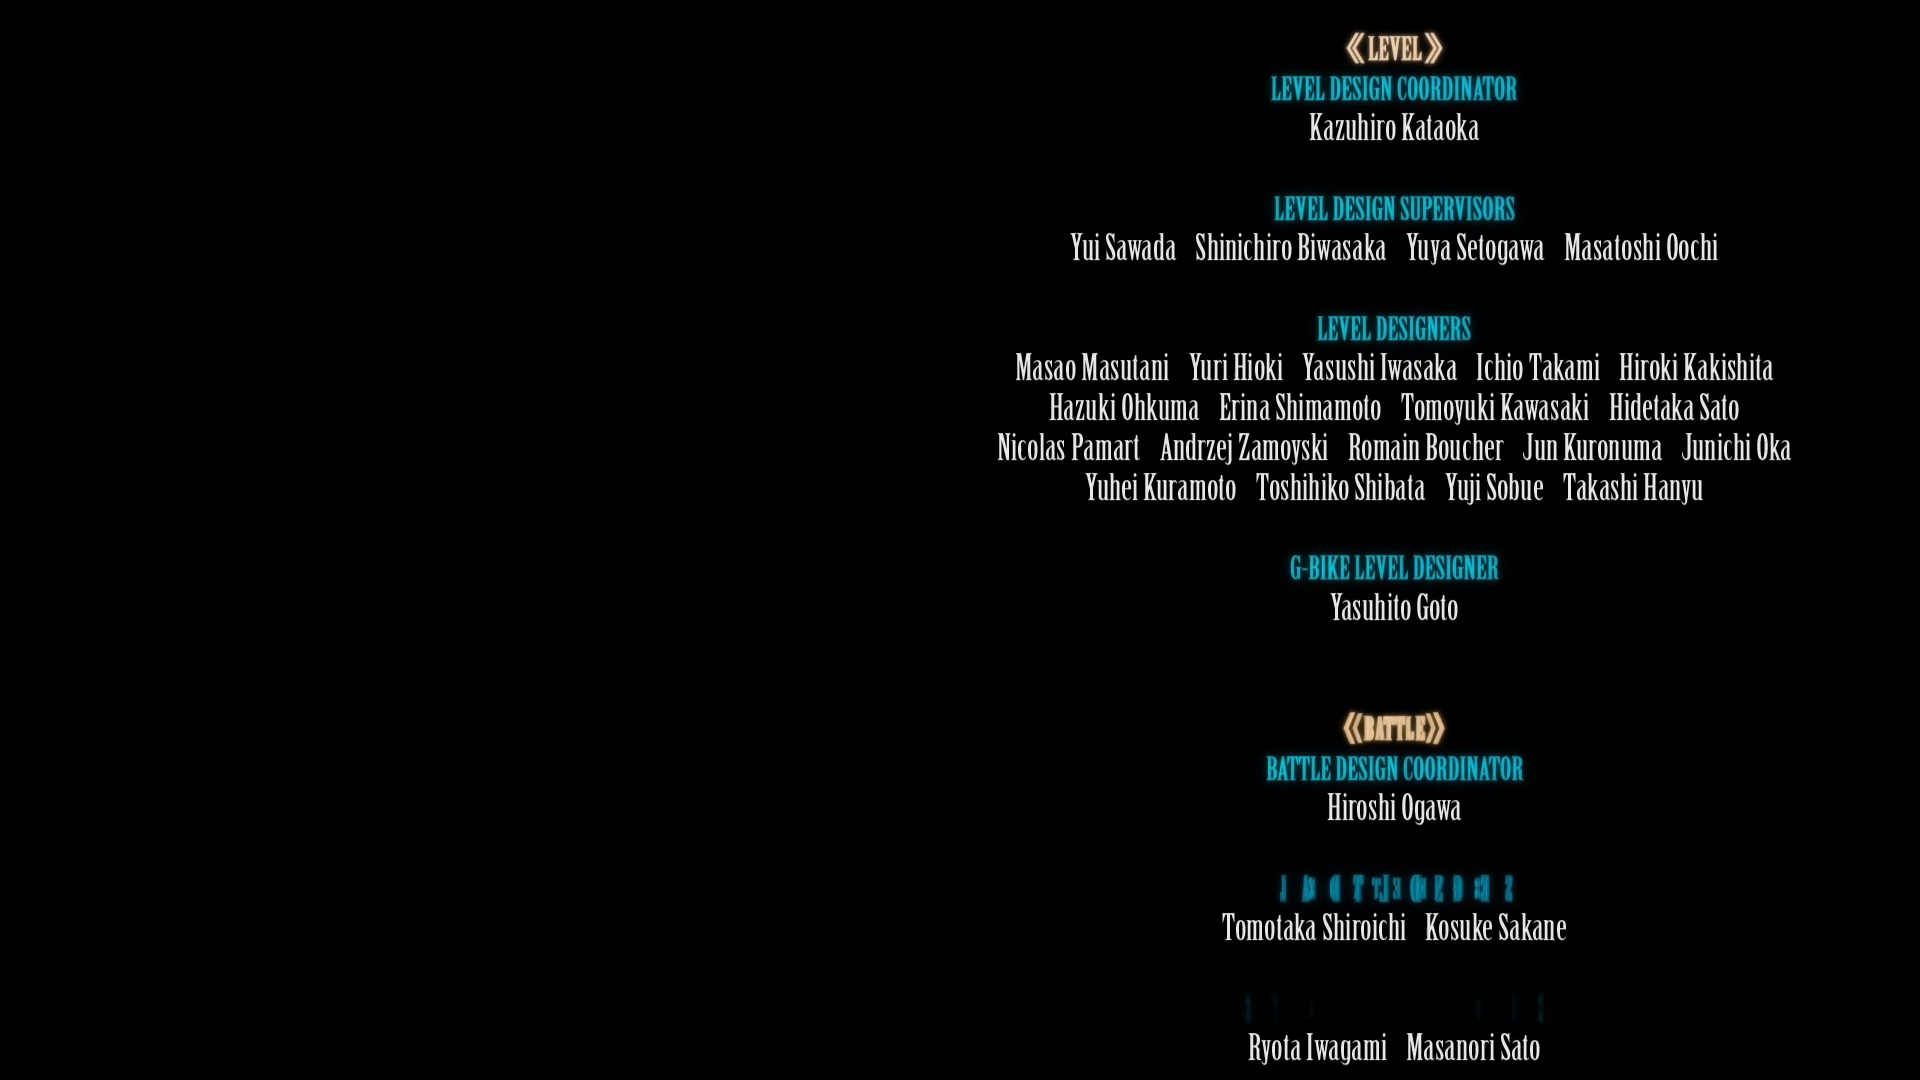 《LEVEL》
LEVEL DESIGN COORDINATOR
Kazuhiro Kataoka
LEVEL DESIGN SUPERVISORS
Yui Sawada Shinichiro Biwasaka Yuya Setogawa Masatoshi Oochi
LEVEL DESIGNERS
Masao Masutani Yuri Hioki Yasushi Iwasaka Ichio Takami Hiroki Kakishita
Hazuki Ohkuma Erina Shimamoto Tomoyuki Kawasaki Hidetaka Sato
Nicolas Pamart Andrzej Zamoyski Romain Boucher Jun Kuronuma Junichi Oka
Yuhei Kuramoto Toshihiko Shibata Yuji Sobue Takashi Hanyu
G-BIKE LEVEL DESIGNER
Yasuhito Goto
《BATTLE》
BATTLE DESIGN COORDINATOR
Hiroshi Ogawa
Tomotaka Shiroichi Kosuke Sakane
Ryota Iwagami Masanori Sato